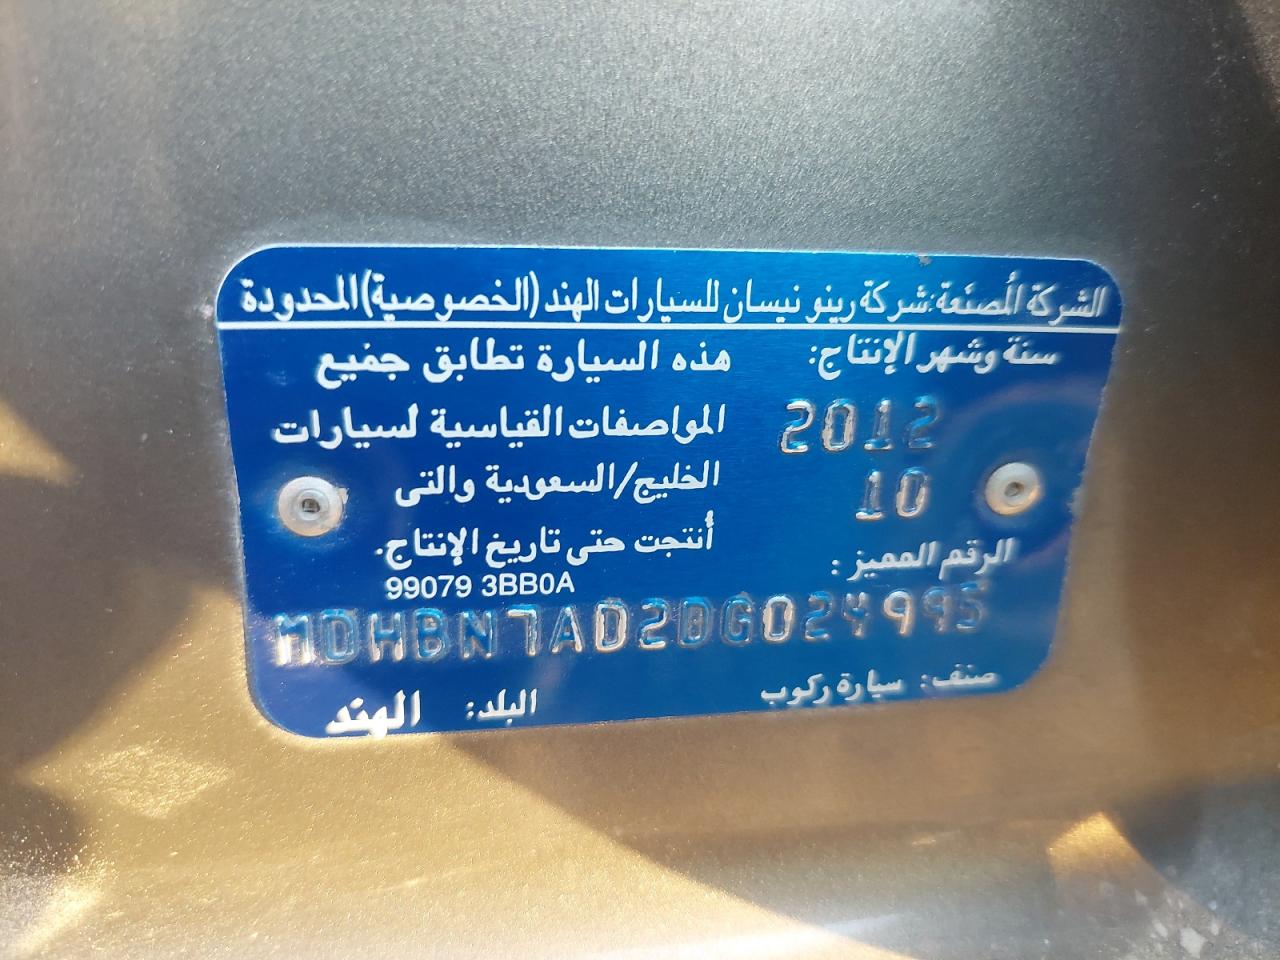 الشركة المصنعة: شركة رينو نيسان للسيارات الهند (الخصوصية) المحدودة
سنة وشهر الإنتاج:
2012
10
هذه السيارة تطابق جميع
المواصفات القياسية لسيارات
الخليج/السعودية والتى
أنتجت حتى تاريخ الإنتاج.
99079 3BB0A
الرقم المميز:
MDHBN7AD2DG024995
صنف: سيارة ركوب
البلد: الهند